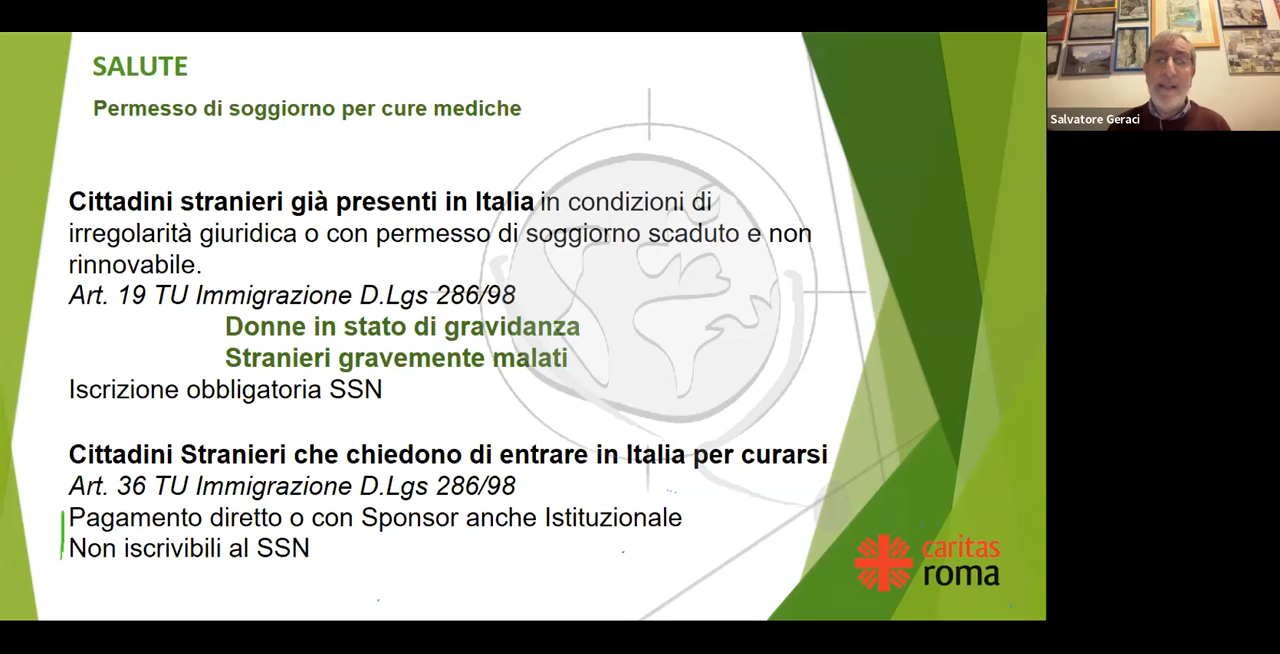 SALUTE
Permesso di soggiorno per cure mediche
Cittadini stranieri già presenti in Italia in condizioni di
irregolarità giuridica o con permesso di soggiorno scaduto e non
rinnovabile.
Art. 19 TU Immigrazione D.Lgs 286/98
Donne in stato di gravidanza
Stranieri gravemente malati
Iscrizione obbligatoria SSN
Cittadini Stranieri che chiedono di entrare in Italia per curarsi
Art. 36 TU Immigrazione D.Lgs 286/98
Pagamento diretto o con Sponsor anche Istituzionale
Non iscrivibili al SSN
caritas
roma
Salvatore Geraci